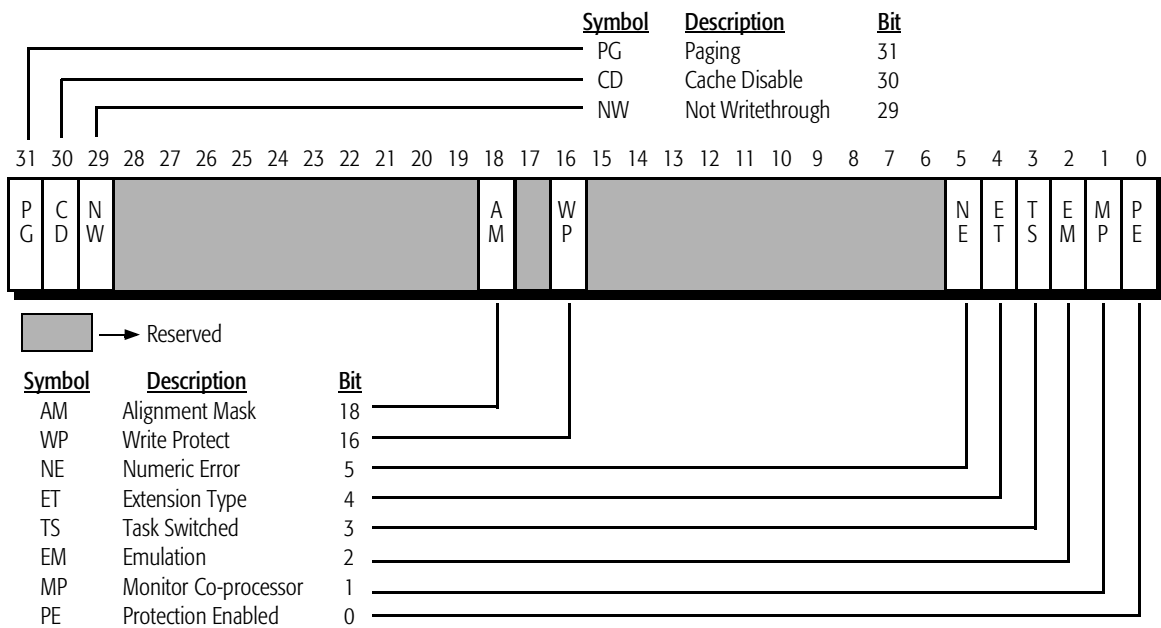 Symbol Description Bit
PG Paging 31
CD Cache Disable 30
NW Not Writethrough 29
31 30 29 28 27 26 25 24 23 22 21 20 19 18 17 16 15 14 13 12 11 10 9 8 7 6 5 4 3 2 1 0
P C N A W N E T E M P
G D W M P E T S M P E
Reserved
Symbol Description Bit
AM Alignment Mask 18
WP Write Protect 16
NE Numeric Error 5
ET Extension Type 4
TS Task Switched 3
EM Emulation 2
MP Monitor Co-processor 1
PE Protection Enabled 0